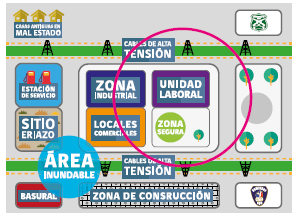 CASAS ANTIGUAS EN
MAL ESTADO
CABLES DE ALTA
TENSIÓN
ESTACIÓN
DE SERVICIO
ZONA
INDUSTRIAL
UNIDAD
LABORAL
SITIO
ERIAZO
LOCALES
COMERCIALES
ZONA
SEGURA
ÁREA
INUNDABLE
CABLES DE ALTA
TENSIÓN
BASURAL
ZONA DE CONSTRUCCIÓN